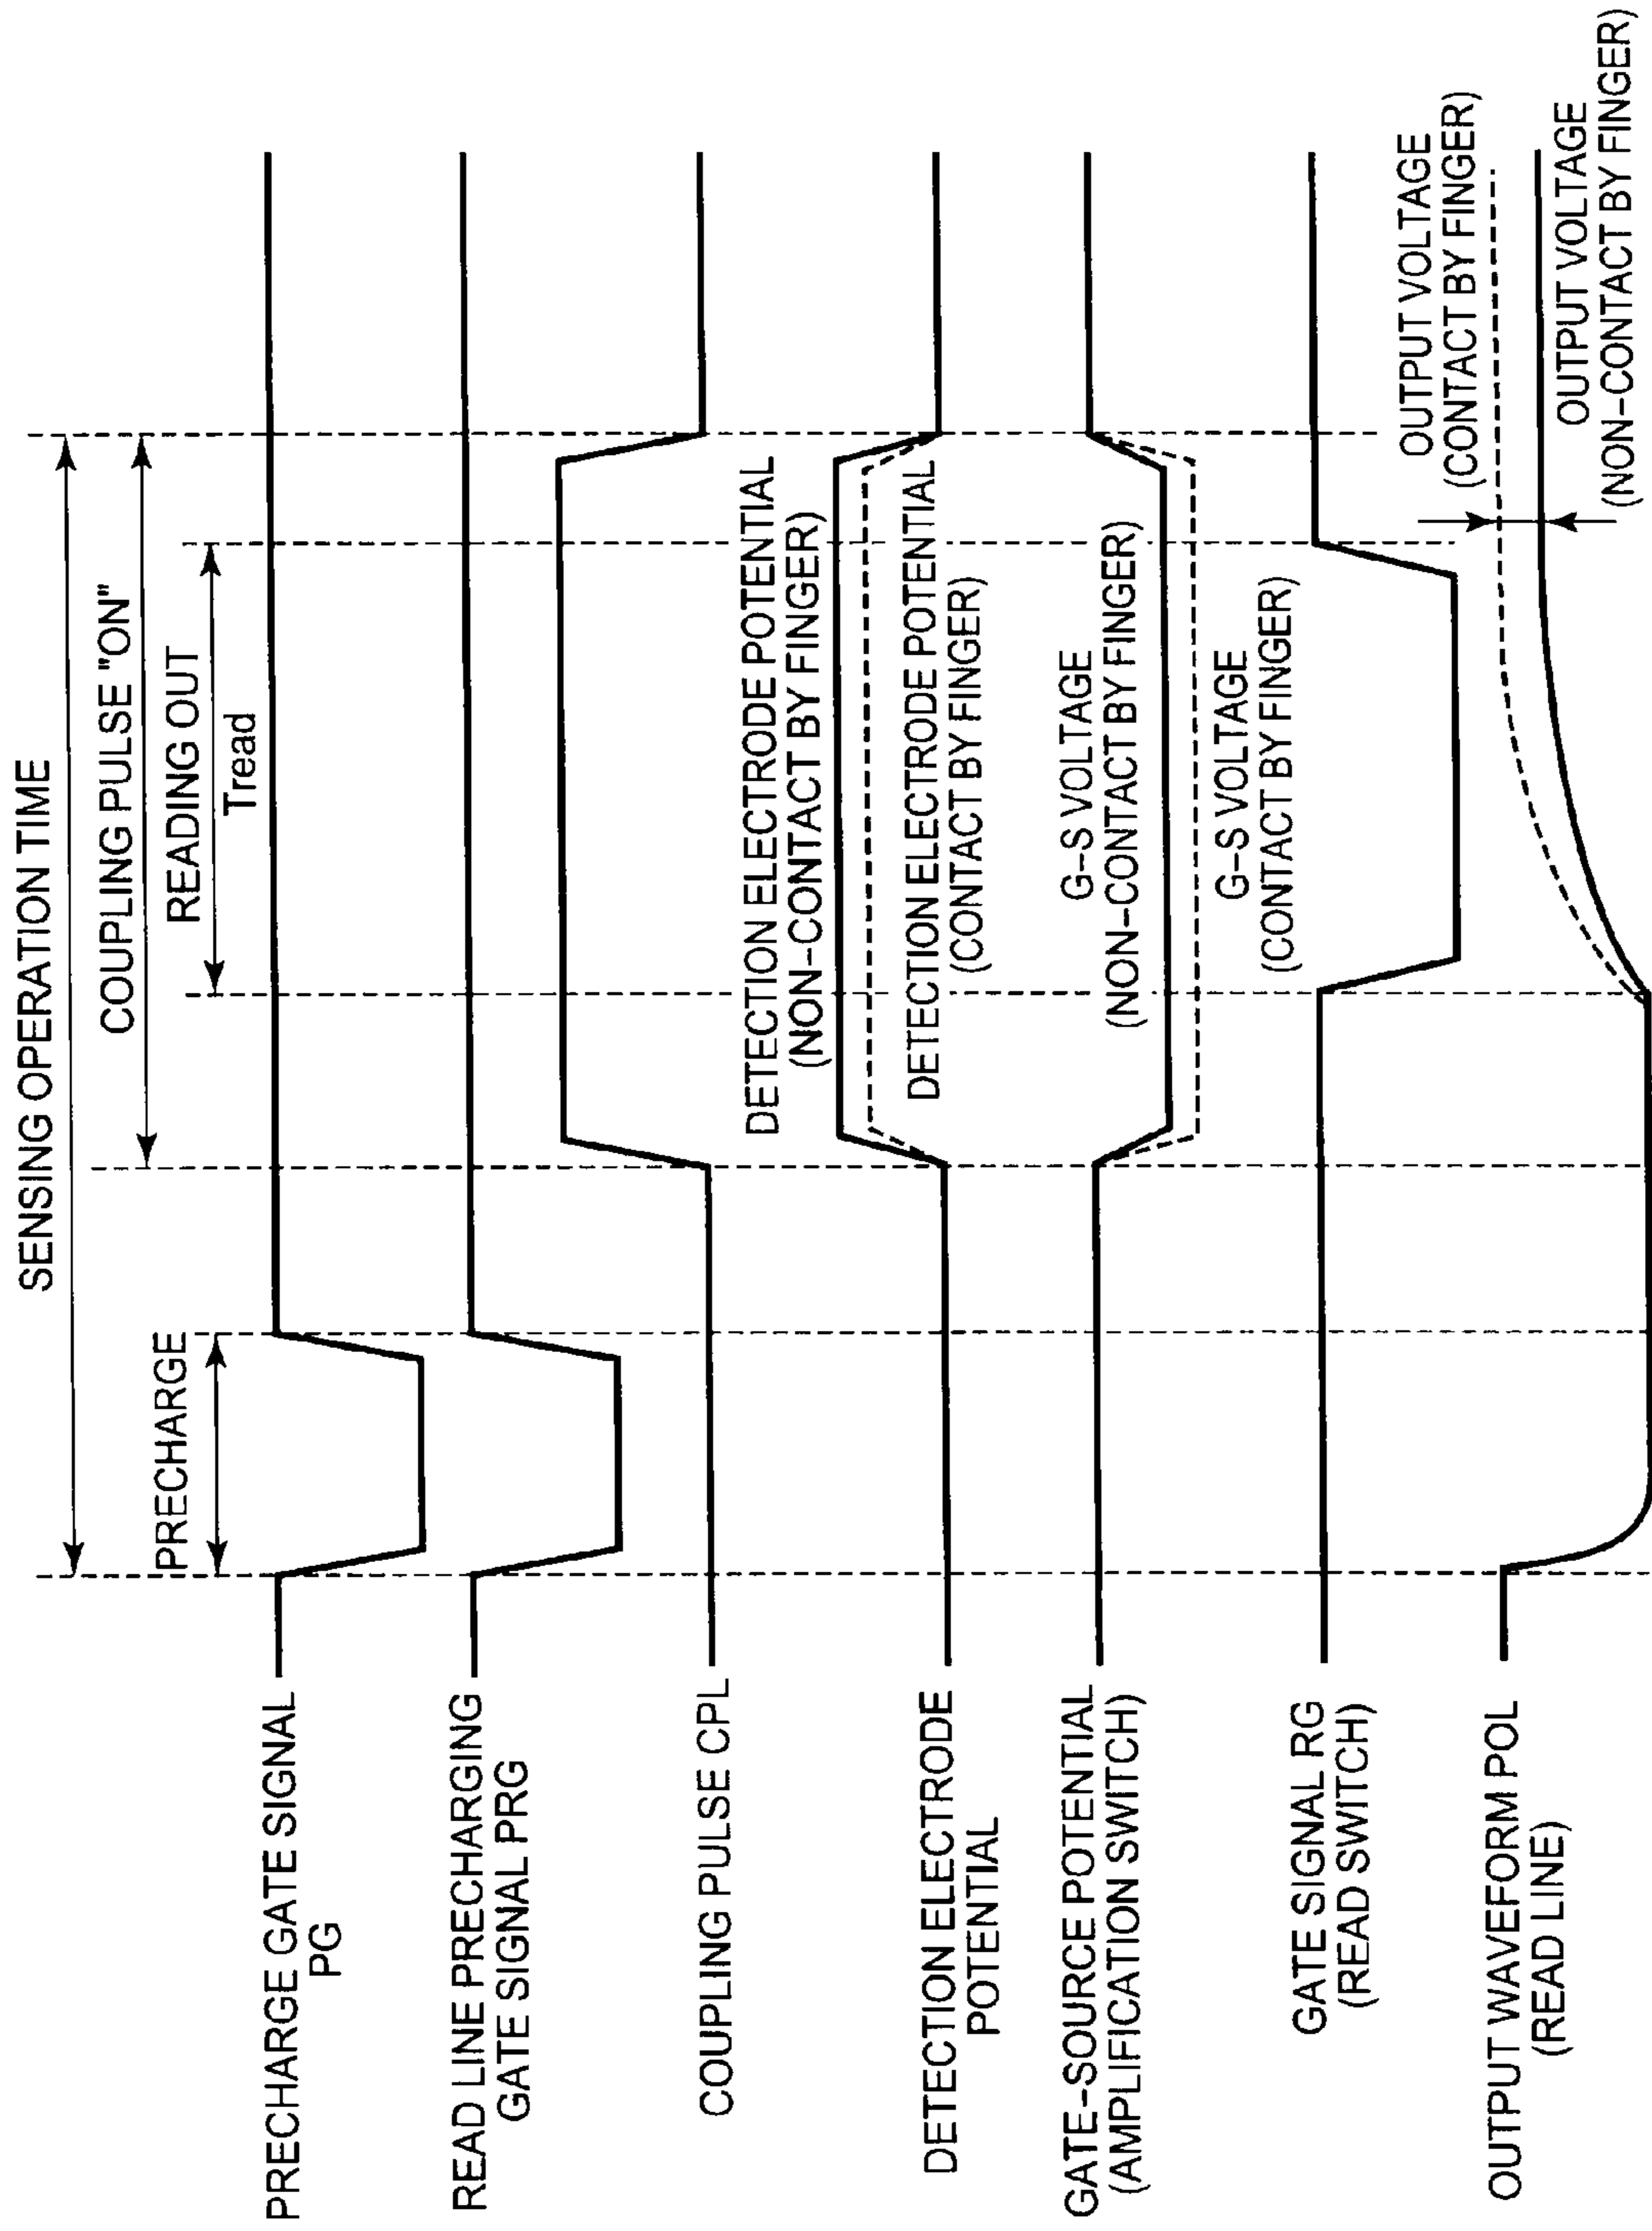 SENSING OPERATION TIME
COUPLING PULSE "ON"
PRECHARGE
READING OUT
Tread
PRECHARGE GATE SIGNAL
PG
READ LINE PRECHARGING
GATE SIGNAL PRG
COUPLING PULSE CPL
DETECTION ELECTRODE POTENTIAL
(NON-CONTACT BY FINGER)
DETECTION ELECTRODE
POTENTIAL
DETECTION ELECTRODE POTENTIAL
(CONTACT BY FINGER)
GATE-SOURCE POTENTIAL
(AMPLIFICATION SWITCH)
G-S VOLTAGE
(NON-CONTACT BY FINGER)
G-S VOLTAGE
(CONTACT BY FINGER)
GATE SIGNAL RG
(READ SWITCH)
OUTPUT VOLTAGE
(CONTACT BY FINGER)
OUTPUT WAVEFORM POL
(READ LINE)
OUTPUT VOLTAGE
(NON-CONTACT BY FINGER)